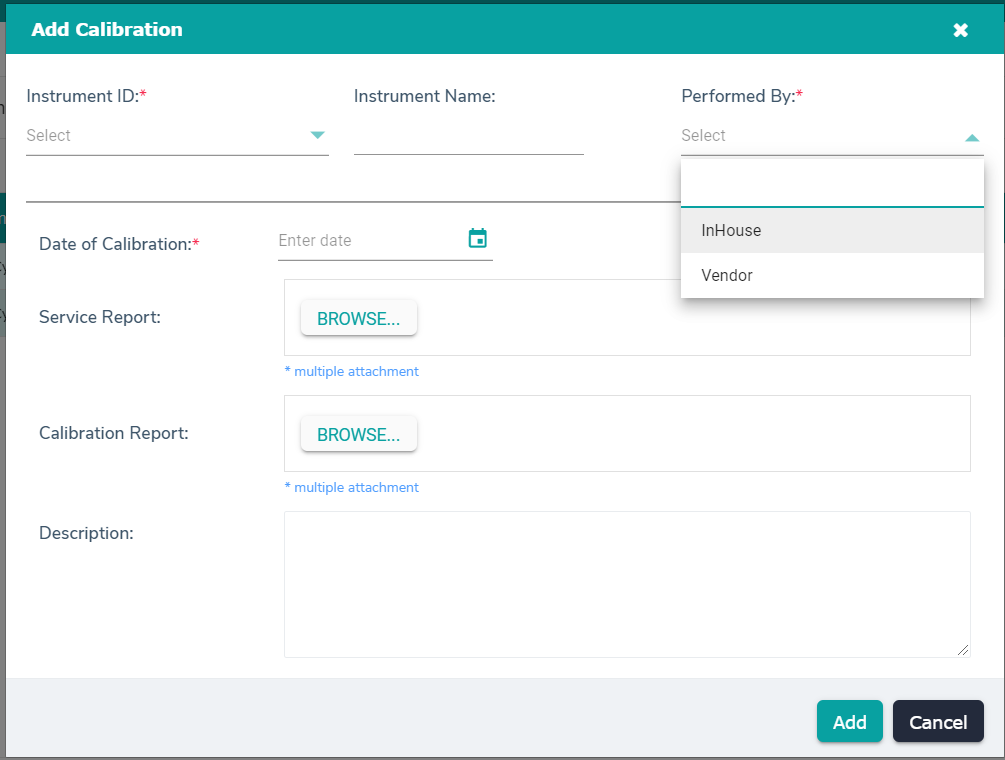 Add Calibration
Instrument ID:* Instrument Name: Performed By:*
Select Select
InHouse
Date of Calibration:* Enter date
Vendor
Service Report: BROWSE...
* multiple attachment
Calibration Report: BROWSE...
* multiple attachment
Description:
Add Cancel